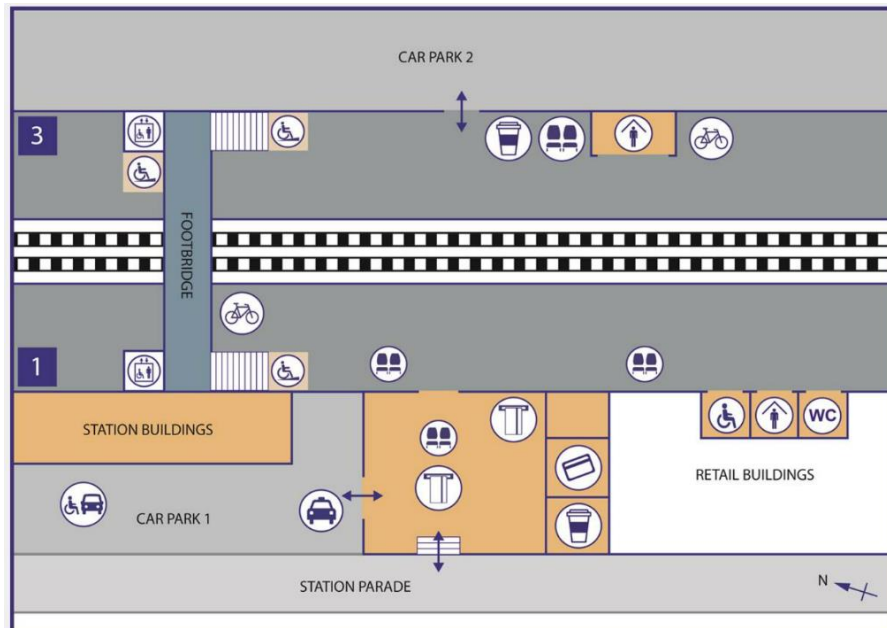 CAR PARK 2
3
FOOTBRIDGE
1
STATION BUILDINGS
WC
RETAIL BUILDINGS
CAR PARK 1
STATION PARADE
N